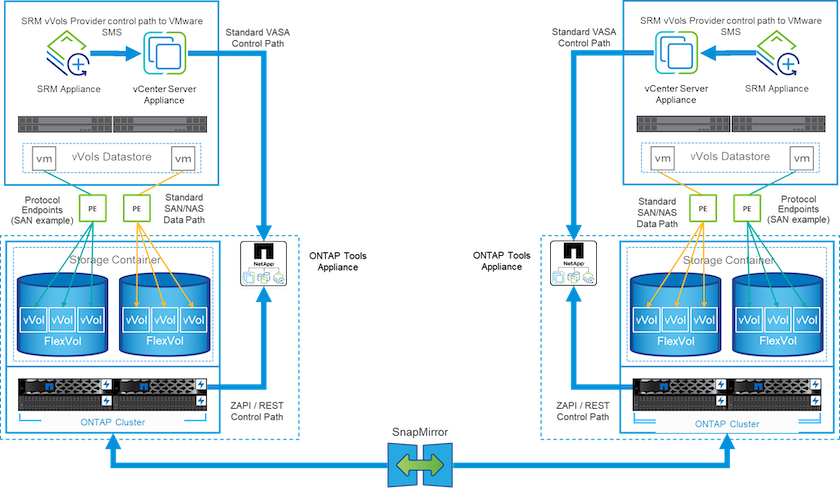 SRM vVols Provider control path to VMware
SMS
SRM Appliance
vCenter Server
Appliance
Standard VASA
Control Path
vm
vVols Datastore
vm
Protocol
Endpoints
(SAN example)
PE
PE
Standard
SAN/NAS
Data Path
Storage Container
vVol
vVol
vVol
FlexVol
vVol
vVol
vVol
FlexVol
ONTAP Cluster
NetApp
ONTAP Tools
Appliance
ZAPI / REST
Control Path
SnapMirror
Standard VASA
Control Path
SRM vVols Provider control path to VMware
SMS
vCenter Server
Appliance
SRM Appliance
vm
vVols Datastore
vm
Standard
SAN/NAS
Data Path
PE
PE
Protocol
Endpoints
(SAN example)
ONTAP Tools
Appliance
NetApp
Storage Container
vVol
vVol
vVol
FlexVol
vVol
vVol
vVol
FlexVol
ZAPI / REST
Control Path
ONTAP Cluster